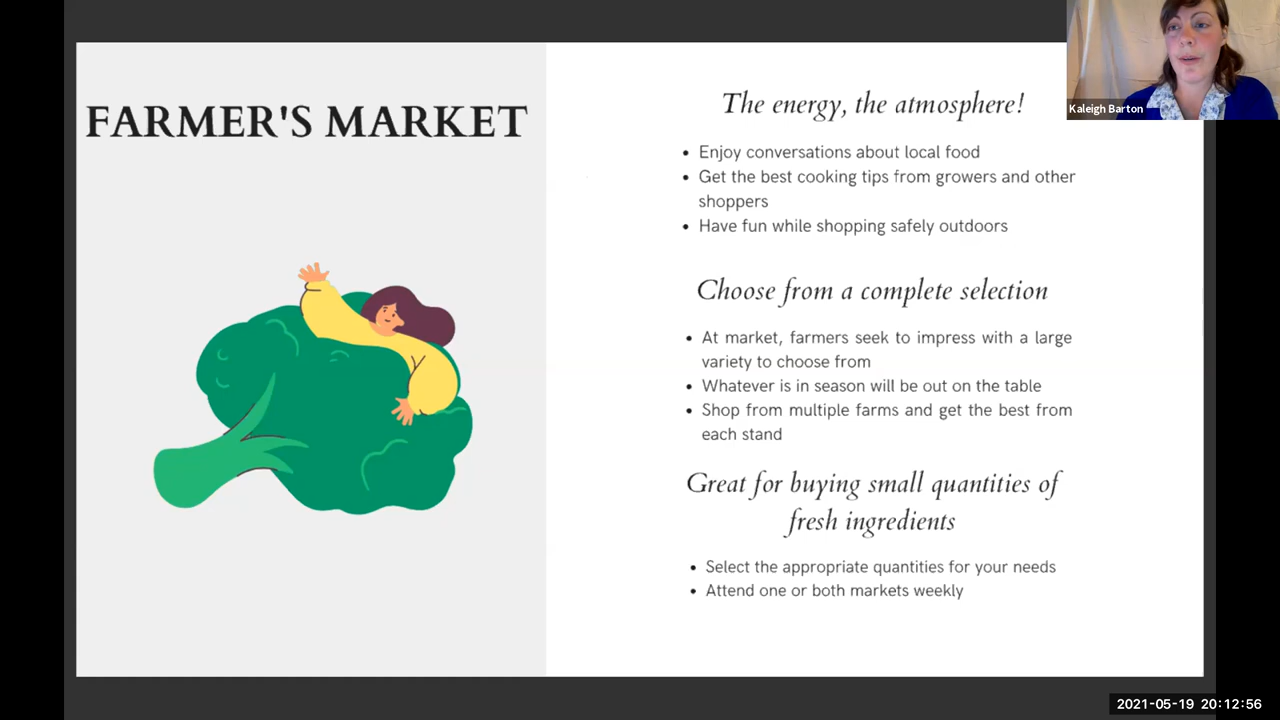 FARMER'S MARKET
The energy, the atmosphere!
• Enjoy conversations about local food
• Get the best cooking tips from growers and other
shoppers
• Have fun while shopping safely outdoors
Choose from a complete selection
• At market, farmers seek to impress with a large
variety to choose from
• Whatever is in season will be out on the table
• Shop from multiple farms and get the best from
each stand
Great for buying small quantities of
fresh ingredients
• Select the appropriate quantities for your needs
• Attend one or both markets weekly
Kaleigh Barton
2021-05-19 20:12:56